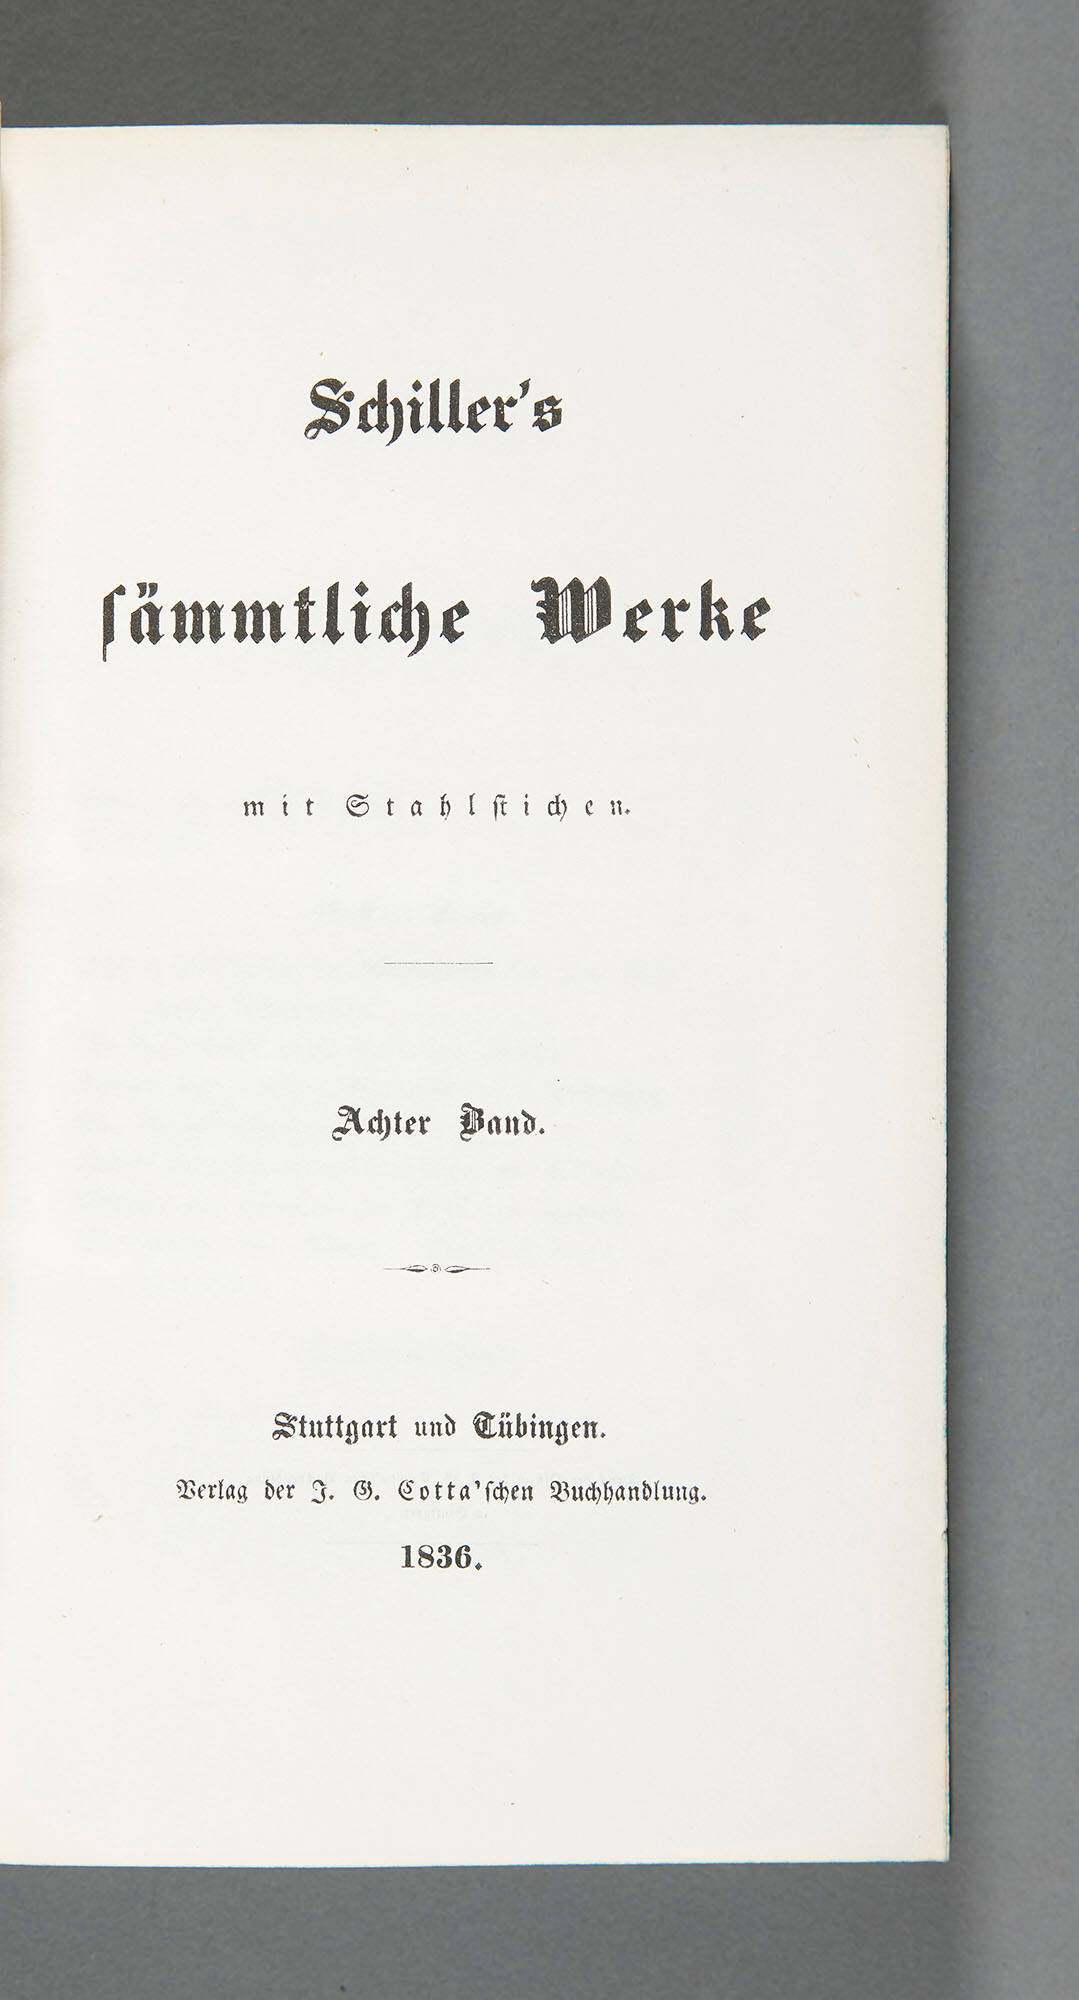 Schiller's
ſämmtliche Werke
mit Stahlſtichen.
Achter Band.
Stuttgart und Tübingen.
Verlag der J. G. Cotta'ſchen Buchhandlung.
1836.